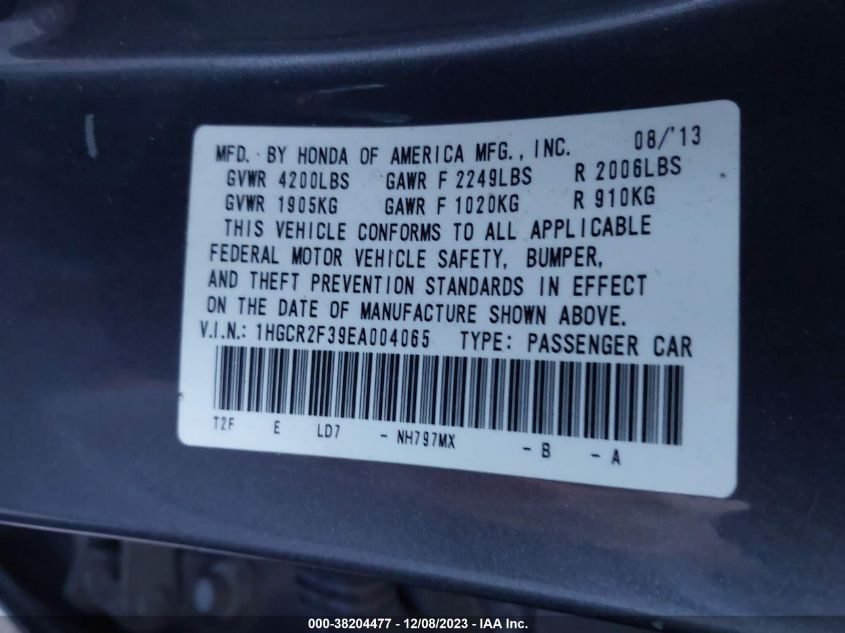 MFD. BY HONDA OF AMERICA MFG., INC. 08/'13
GVWR 4200LBS GAWR F 2249LBS R 2006LBS
GVWR 1905KG GAWR F 1020KG R 910KG
THIS VEHICLE CONFORMS TO ALL APPLICABLE
FEDERAL MOTOR VEHICLE SAFETY, BUMPER,
AND THEFT PREVENTION STANDARDS IN EFFECT
ON THE DATE OF MANUFACTURE SHOWN ABOVE.
V.I.N.: 1HGCR2F39EA004065 TYPE: PASSENGER CAR
T2F E LD7 - NH797MX - B - A
000-38204477 - 12/08/2023 - IAA Inc.